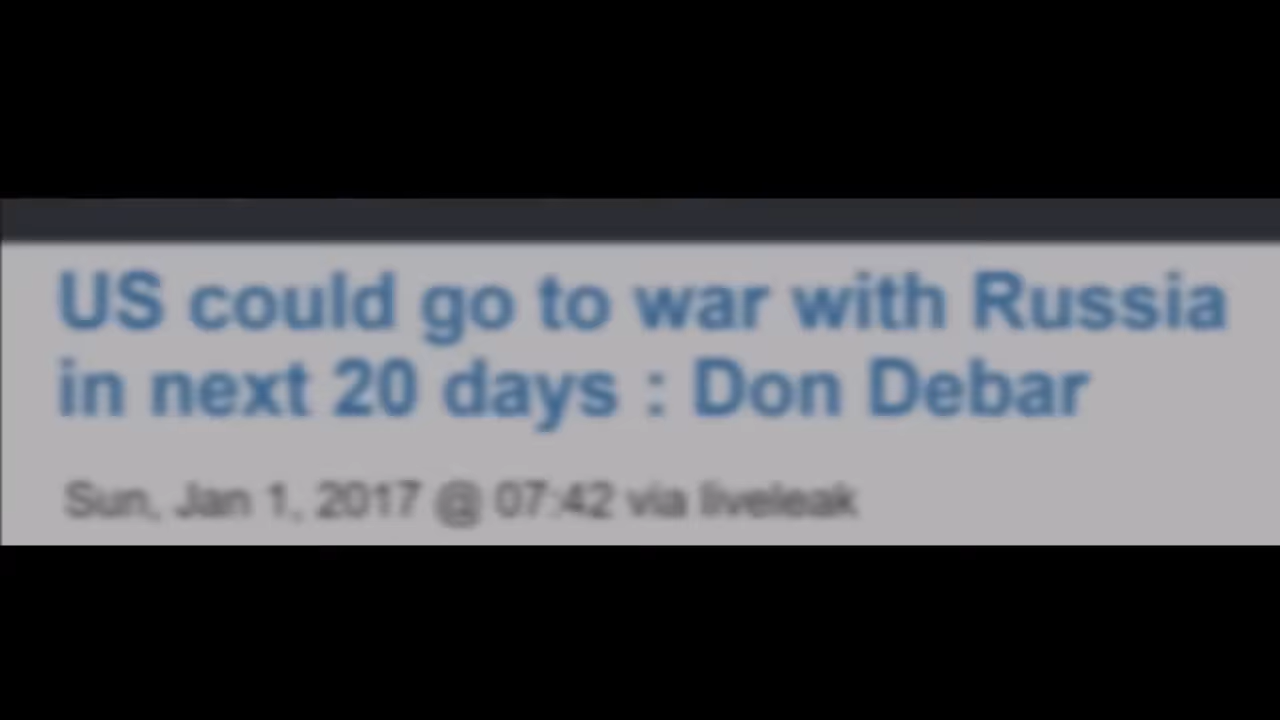 US could go to war with Russia
in next 20 days : Don Debar
Sun, Jan 1, 2017 @ 07:42 via liveleak